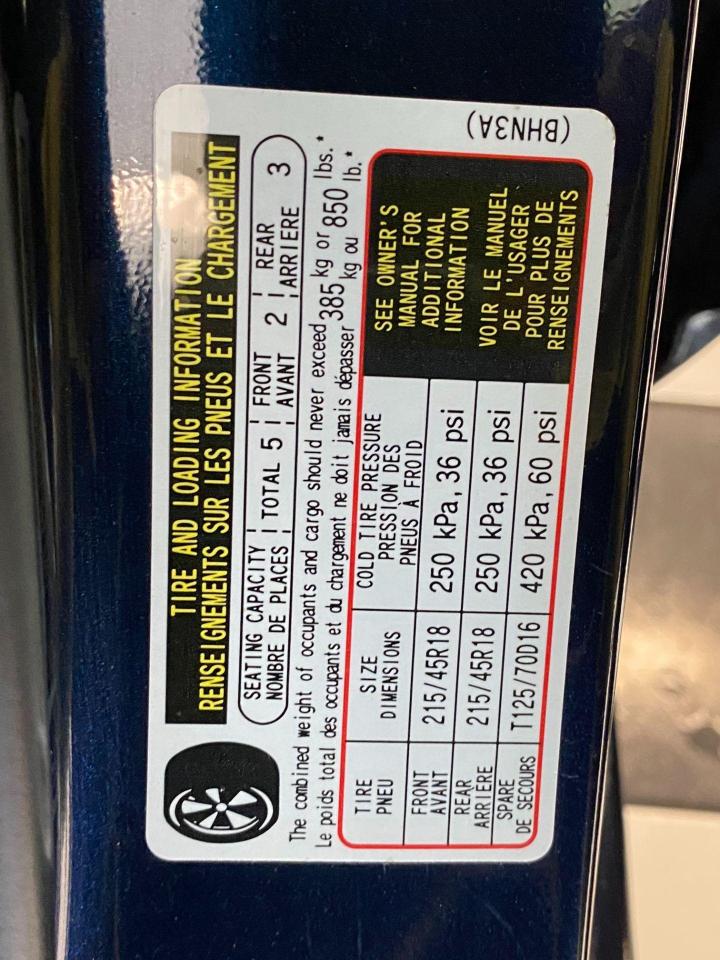 TIRE AND LOADING INFORMATION
RENSEIGNEMENTS SUR LES PNEUS ET LE CHARGEMENT
SEATING CAPACITY TOTAL 5 FRONT 2 REAR 3
NOMBRE DE PLACES AVANT ARRIERE
The combined weight of occupants and cargo should never exceed 385 kg or 850 lbs.*
Le poids total des occupants et du chargement ne doit jamais dépasser kg ou lb.*
TIRE
PNEU
SIZE
DIMENSIONS
COLD TIRE PRESSURE
PRESSION DES
PNEUS À FROID
FRONT
AVANT
215/45R18
250 kPa, 36 psi
REAR
ARRIERE
215/45R18
250 kPa, 36 psi
SPARE
DE SECOURS
T125/70D16
420 kPa, 60 psi
SEE OWNER'S
MANUAL FOR
ADDITIONAL
INFORMATION
VOIR LE MANUEL
DE L'USAGER
POUR PLUS DE
RENSEIGNEMENTS
(BHN3A)